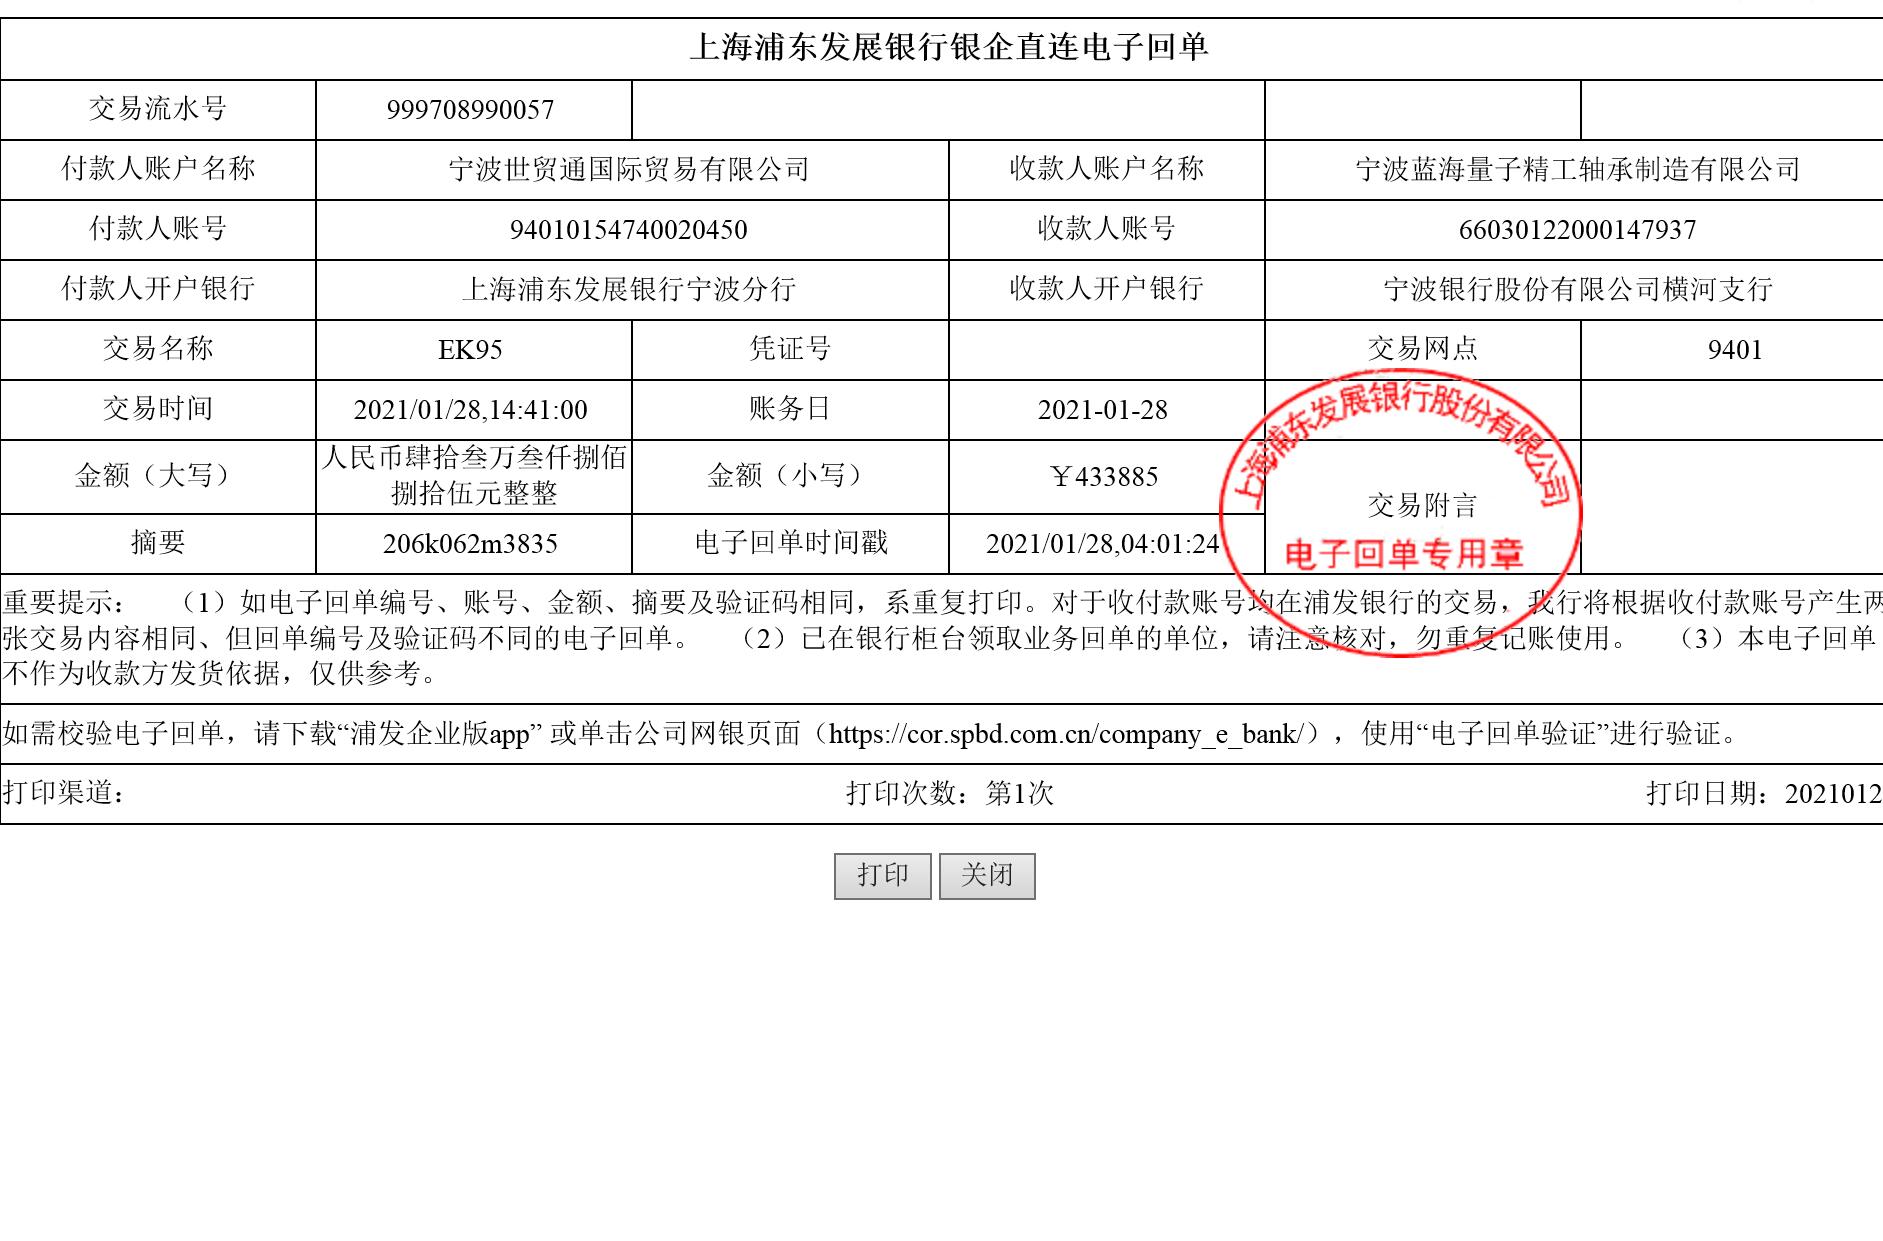 上海浦东发展银行银企直连电子回单
交易流水号 999708990057
付款人账户名称 宁波世贸通国际贸易有限公司 收款人账户名称 宁波蓝海量子精工轴承制造有限公司
付款人账号 94010154740020450 收款人账号 66030122000147937
付款人开户银行 上海浦东发展银行宁波分行 收款人开户银行 宁波银行股份有限公司横河支行
交易名称 EK95 凭证号 交易网点 9401
交易时间 2021/01/28,14:41:00 账务日 2021-01-28
上海浦东发展银行股份有限公司
金额（大写） 人民币肆拾叁万叁仟捌佰
捌拾伍元整整 金额（小写） ￥433885
交易附言
摘要 206k062m3835 电子回单时间戳 2021/01/28,04:01:24
电子回单专用章
重要提示： （1）如电子回单编号、账号、金额、摘要及验证码相同，系重复打印。对于收付款账号均在浦发银行的交易，我行将根据收付款账号产生两
张交易内容相同、但回单编号及验证码不同的电子回单。 （2）已在银行柜台领取业务回单的单位，请注意核对，勿重复记账使用。 （3）本电子回单
不作为收款方发货依据，仅供参考。
如需校验电子回单，请下载“浦发企业版app” 或单击公司网银页面（https://cor.spbd.com.cn/company_e_bank/），使用“电子回单验证”进行验证。
打印渠道： 打印次数：第1次 打印日期：2021012
打印 关闭